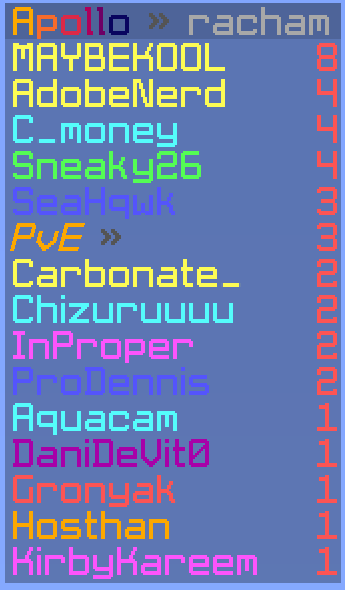 Apollo » racham
MAYBEKOOL 8
AdobeNerd 4
C_money 4
Sneaky26 4
SeaHqwk 3
PvE » 3
Carbonate_ 2
Chizuruuuu 2
InProper 2
ProDennis 2
Aquacam 1
DaniDeVit0 1
Gronyak 1
Hosthan 1
KirbyKareem 1